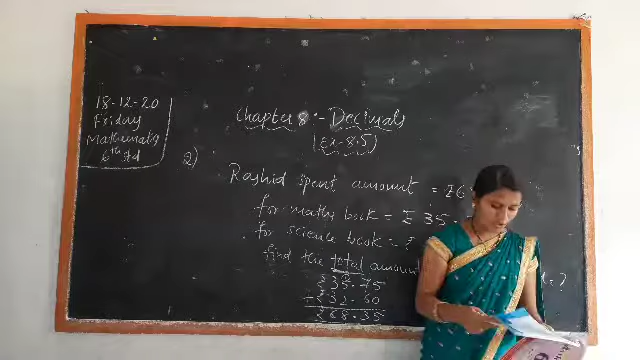 18-12-20
Friday
Mathematics
6th std
Chapter 8 :- Decimals
(Ex-8.5)
2)
Rashid spent amount =
for maths book = ₹ 35.
for science book = ₹
find the total amount
₹ 35.75
+ ₹ 32.60
₹ 68.35
= ?